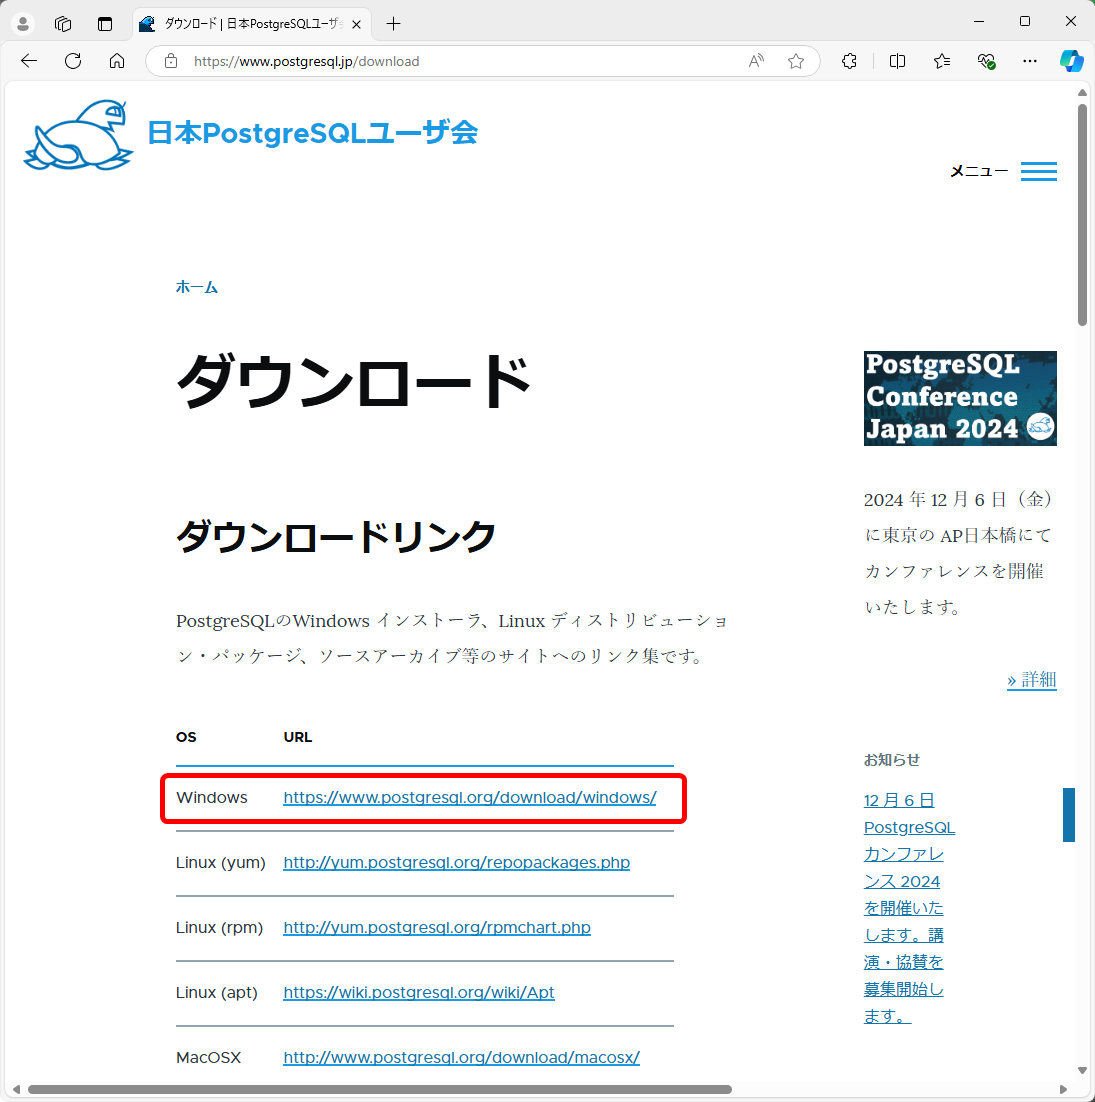 ダウンロード | 日本PostgreSQLユーザ
https://www.postgresql.jp/download
日本PostgreSQLユーザ会
メニュー
ホーム
ダウンロード
ダウンロードリンク
PostgreSQLのWindows インストーラ、Linux ディストリビューショ
ン・パッケージ、ソースアーカイブ等のサイトへのリンク集です。
OS URL
Windows https://www.postgresql.org/download/windows/
Linux (yum) http://yum.postgresql.org/repopackages.php
Linux (rpm) http://yum.postgresql.org/rpmchart.php
Linux (apt) https://wiki.postgresql.org/wiki/Apt
MacOSX http://www.postgresql.org/download/macosx/
PostgreSQL
Conference
Japan 2024
2024 年 12 月 6 日（金）
に東京の AP日本橋にて
カンファレンスを開催
いたします。
» 詳細
お知らせ
12 月 6 日
PostgreSQL
カンファレ
ンス 2024
を開催いた
します。講
演・協賛を
募集開始し
ます。